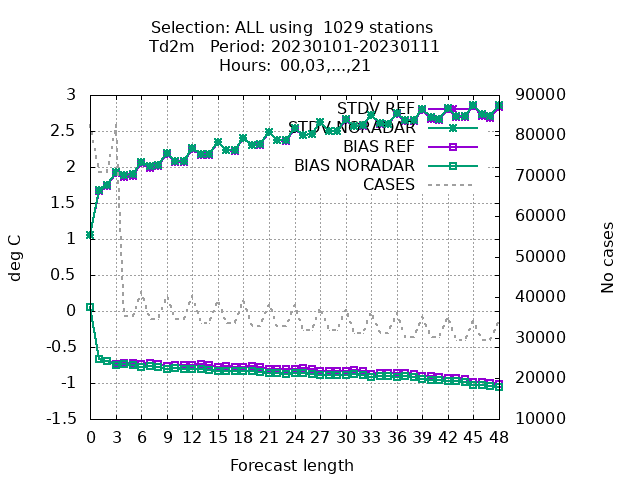 Selection: ALL using  1029 stations
Td2m   Period: 20230101-20230111
Hours:  00,03,...,21
STDV REF
STDV NORADAR
BIAS REF
BIAS NORADAR
CASES
3
2.5
2
1.5
1
0.5
0
-0.5
-1
-1.5
90000
80000
70000
60000
50000
40000
30000
20000
10000
deg C
No cases
0 3 6 9 12 15 18 21 24 27 30 33 36 39 42 45 48
Forecast length